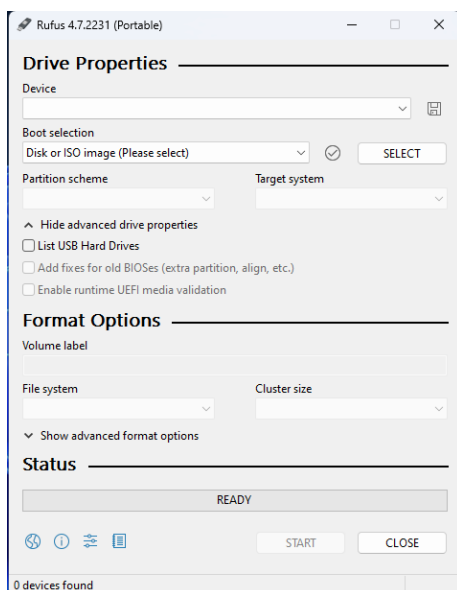 Rufus 4.7.2231 (Portable)
Drive Properties
Device
Boot selection
Disk or ISO image (Please select)
SELECT
Partition scheme
Target system
Hide advanced drive properties
List USB Hard Drives
Add fixes for old BIOSes (extra partition, align, etc.)
Enable runtime UEFI media validation
Format Options
Volume label
File system
Cluster size
Show advanced format options
Status
READY
START
CLOSE
0 devices found